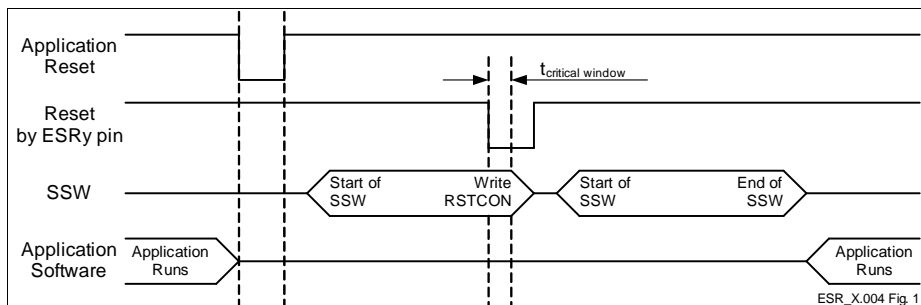 Application
Reset
t critical window
Reset
by ESRy pin
SSW
Start of
SSW
Write
RSTCON
Start of
SSW
End of
SSW
Application
Software
Application
Runs
Application
Runs
ESR_X.004 Fig. 1